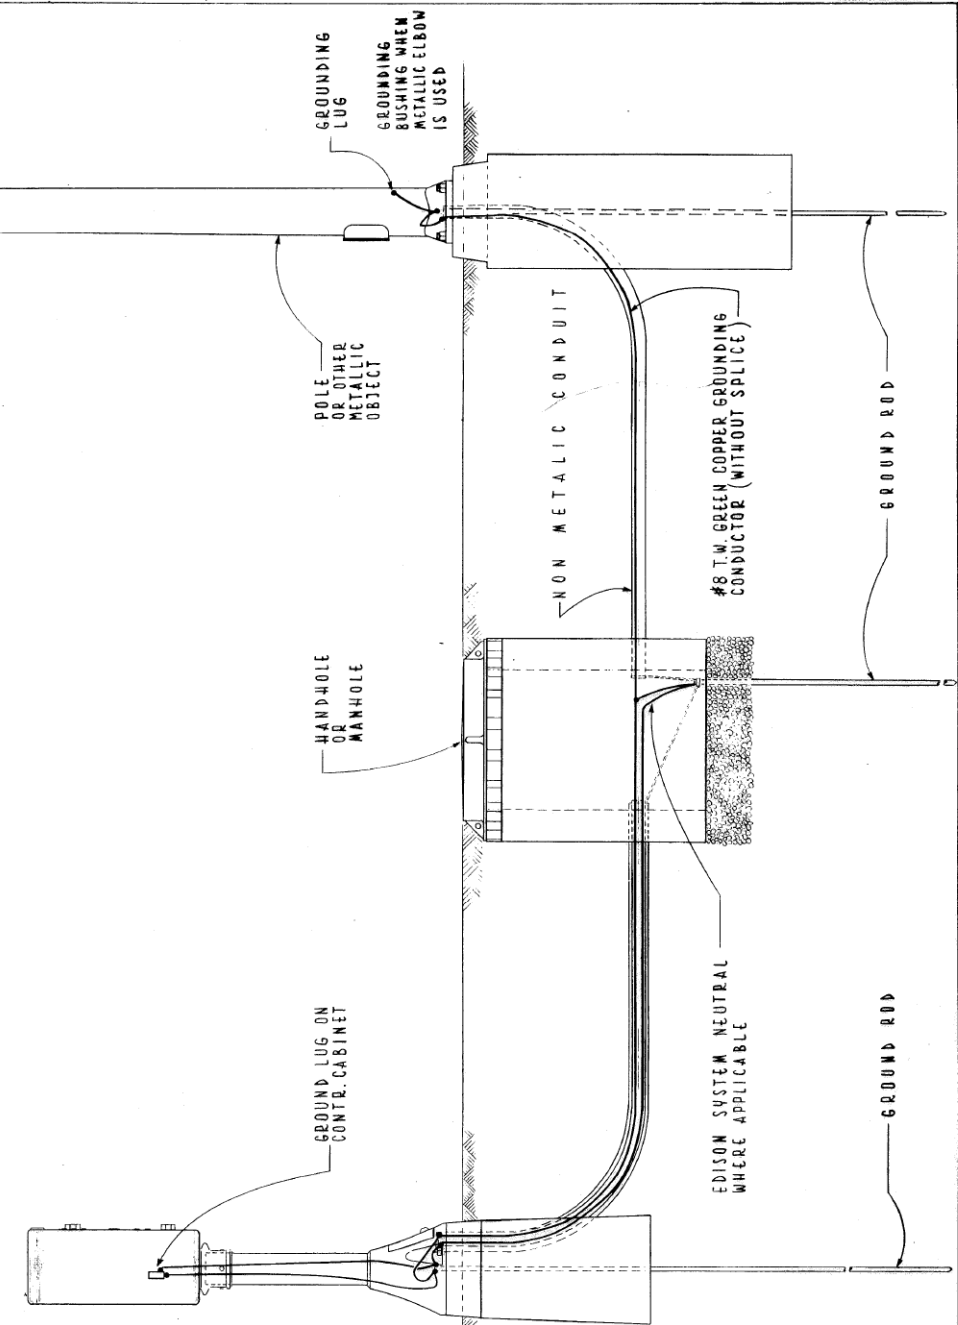 GROUND LUG ON
CONTR. CABINET
HANDHOLE
OR
MANHOLE
POLE
OR OTHER
METALLIC
OBJECT
GROUNDING
LUG
GROUNDING
BUSHING WHEN
METALLIC ELBOW
IS USED
NON METALIC CONDUIT
EDISON SYSTEM NEUTRAL
WHERE APPLICABLE
#8 T.W. GREEN COPPER GROUNDING
CONDUCTOR (WITHOUT SPLICE)
GROUND ROD
GROUND ROD